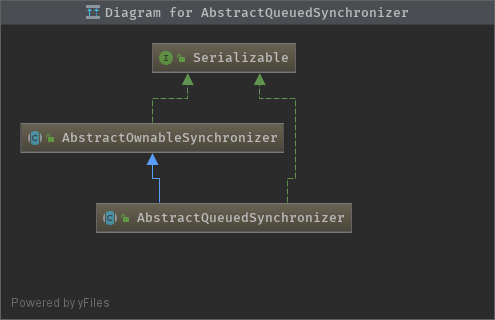 Diagram for AbstractQueuedSynchronizer
I Serializable
C AbstractOwnableSynchronizer
C AbstractQueuedSynchronizer
Powered by yFiles